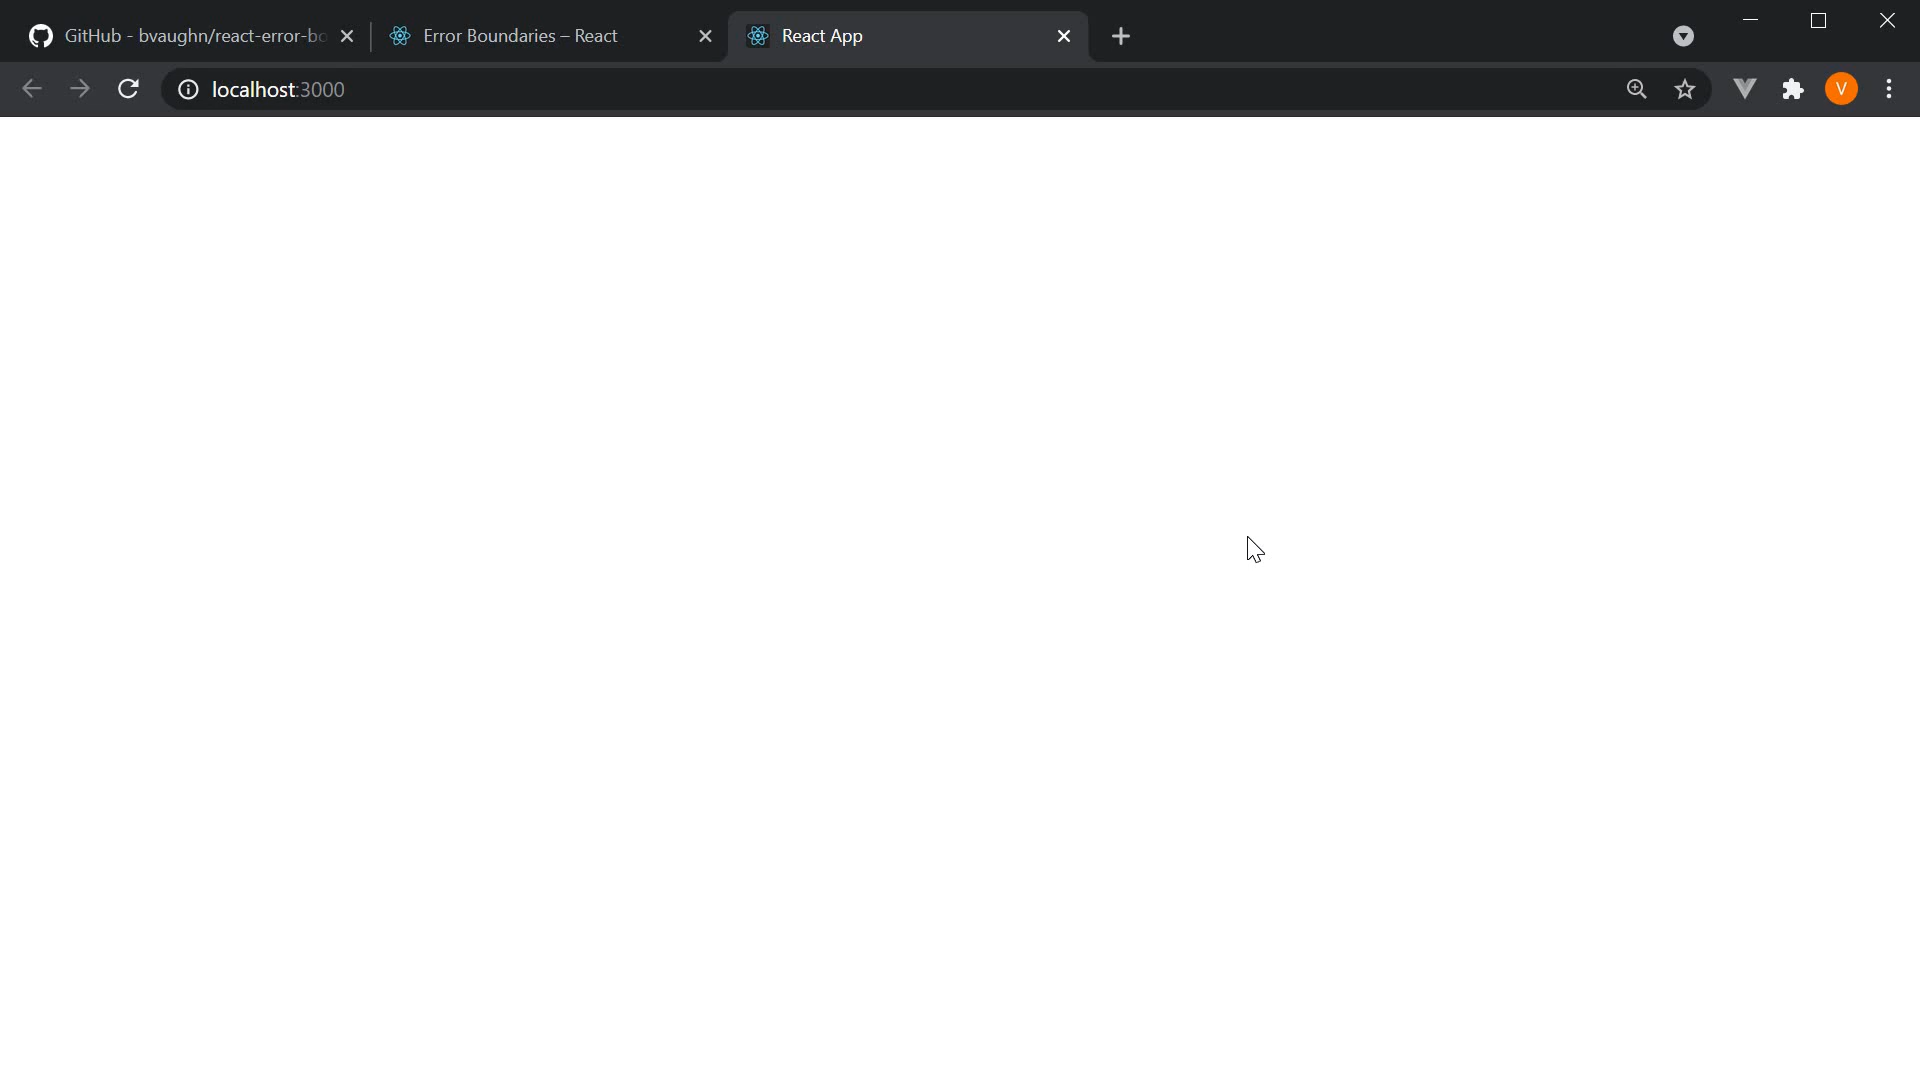 GitHub - bvaughn/react-error-bo
Error Boundaries – React
React App
localhost:3000
V